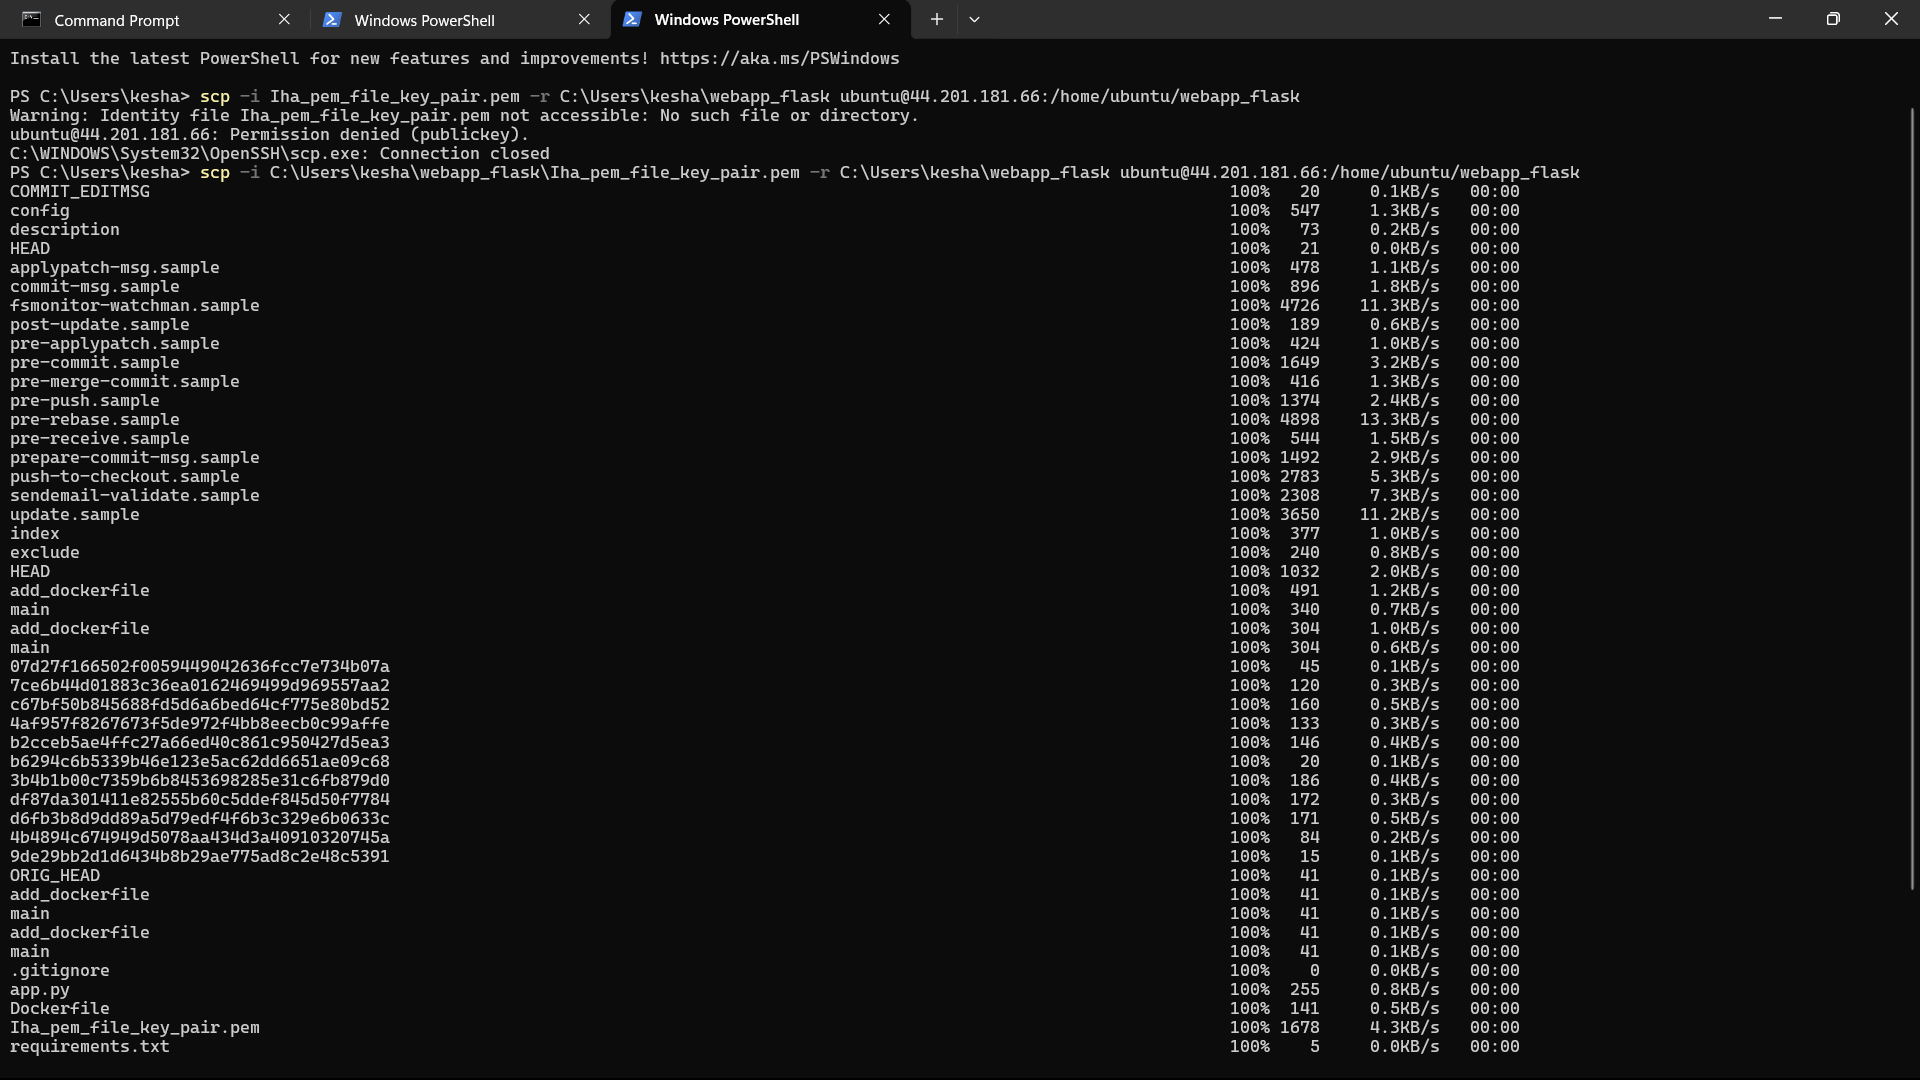 Command Prompt
Windows PowerShell
Windows PowerShell
Install the latest PowerShell for new features and improvements! https://aka.ms/PSWindows
PS C:\Users\kesha> scp -i Iha_pem_file_key_pair.pem -r C:\Users\kesha\webapp_flask ubuntu@44.201.181.66:/home/ubuntu/webapp_flask
Warning: Identity file Iha_pem_file_key_pair.pem not accessible: No such file or directory.
ubuntu@44.201.181.66: Permission denied (publickey).
C:\WINDOWS\System32\OpenSSH\scp.exe: Connection closed
PS C:\Users\kesha> scp -i C:\Users\kesha\webapp_flask\Iha_pem_file_key_pair.pem -r C:\Users\kesha\webapp_flask ubuntu@44.201.181.66:/home/ubuntu/webapp_flask
COMMIT_EDITMSG 100% 20 0.1KB/s 00:00
config 100% 547 1.3KB/s 00:00
description 100% 73 0.2KB/s 00:00
HEAD 100% 21 0.0KB/s 00:00
applypatch-msg.sample 100% 478 1.1KB/s 00:00
commit-msg.sample 100% 896 1.8KB/s 00:00
fsmonitor-watchman.sample 100% 4726 11.3KB/s 00:00
post-update.sample 100% 189 0.6KB/s 00:00
pre-applypatch.sample 100% 424 1.0KB/s 00:00
pre-commit.sample 100% 1649 3.2KB/s 00:00
pre-merge-commit.sample 100% 416 1.3KB/s 00:00
pre-push.sample 100% 1374 2.4KB/s 00:00
pre-rebase.sample 100% 4898 13.3KB/s 00:00
pre-receive.sample 100% 544 1.5KB/s 00:00
prepare-commit-msg.sample 100% 1492 2.9KB/s 00:00
push-to-checkout.sample 100% 2783 5.3KB/s 00:00
sendemail-validate.sample 100% 2308 7.3KB/s 00:00
update.sample 100% 3650 11.2KB/s 00:00
index 100% 377 1.0KB/s 00:00
exclude 100% 240 0.8KB/s 00:00
HEAD 100% 1032 2.0KB/s 00:00
add_dockerfile 100% 491 1.2KB/s 00:00
main 100% 340 0.7KB/s 00:00
add_dockerfile 100% 304 1.0KB/s 00:00
main 100% 304 0.6KB/s 00:00
07d27f166502f0059449042636fcc7e734b07a 100% 45 0.1KB/s 00:00
7ce6b44d01883c36ea0162469499d969557aa2 100% 120 0.3KB/s 00:00
c67bf50b845688fd5d6a6bed64cf775e80bd52 100% 160 0.5KB/s 00:00
4af957f8267673f5de972f4bb8eecb0c99affe 100% 133 0.3KB/s 00:00
b2cceb5ae4ffc27a66ed40c861c950427d5ea3 100% 146 0.4KB/s 00:00
b6294c6b5339b46e123e5ac62dd6651ae09c68 100% 20 0.1KB/s 00:00
3b4b1b00c7359b6b8453698285e31c6fb879d0 100% 186 0.4KB/s 00:00
df87da301411e82555b60c5ddef845d50f7784 100% 172 0.3KB/s 00:00
d6fb3b8d9dd89a5d79edf4f6b3c329e6b0633c 100% 171 0.5KB/s 00:00
4b4894c674949d5078aa434d3a40910320745a 100% 84 0.2KB/s 00:00
9de29bb2d1d6434b8b29ae775ad8c2e48c5391 100% 15 0.1KB/s 00:00
ORIG_HEAD 100% 41 0.1KB/s 00:00
add_dockerfile 100% 41 0.1KB/s 00:00
main 100% 41 0.1KB/s 00:00
add_dockerfile 100% 41 0.1KB/s 00:00
main 100% 41 0.1KB/s 00:00
.gitignore 100% 0 0.0KB/s 00:00
app.py 100% 255 0.8KB/s 00:00
Dockerfile 100% 141 0.5KB/s 00:00
Iha_pem_file_key_pair.pem 100% 1678 4.3KB/s 00:00
requirements.txt 100% 5 0.0KB/s 00:00